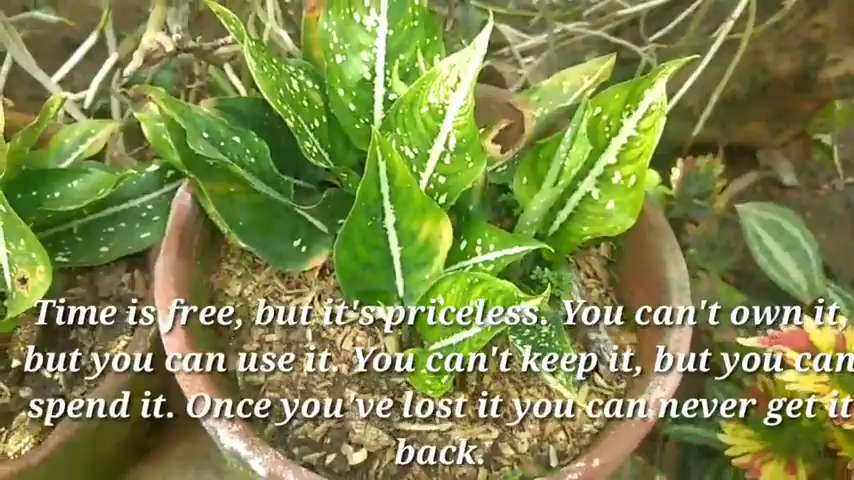 Time is free, but it's priceless. You can't own it,
but you can use it. You can't keep it, but you can
spend it. Once you've lost it you can never get it
back.